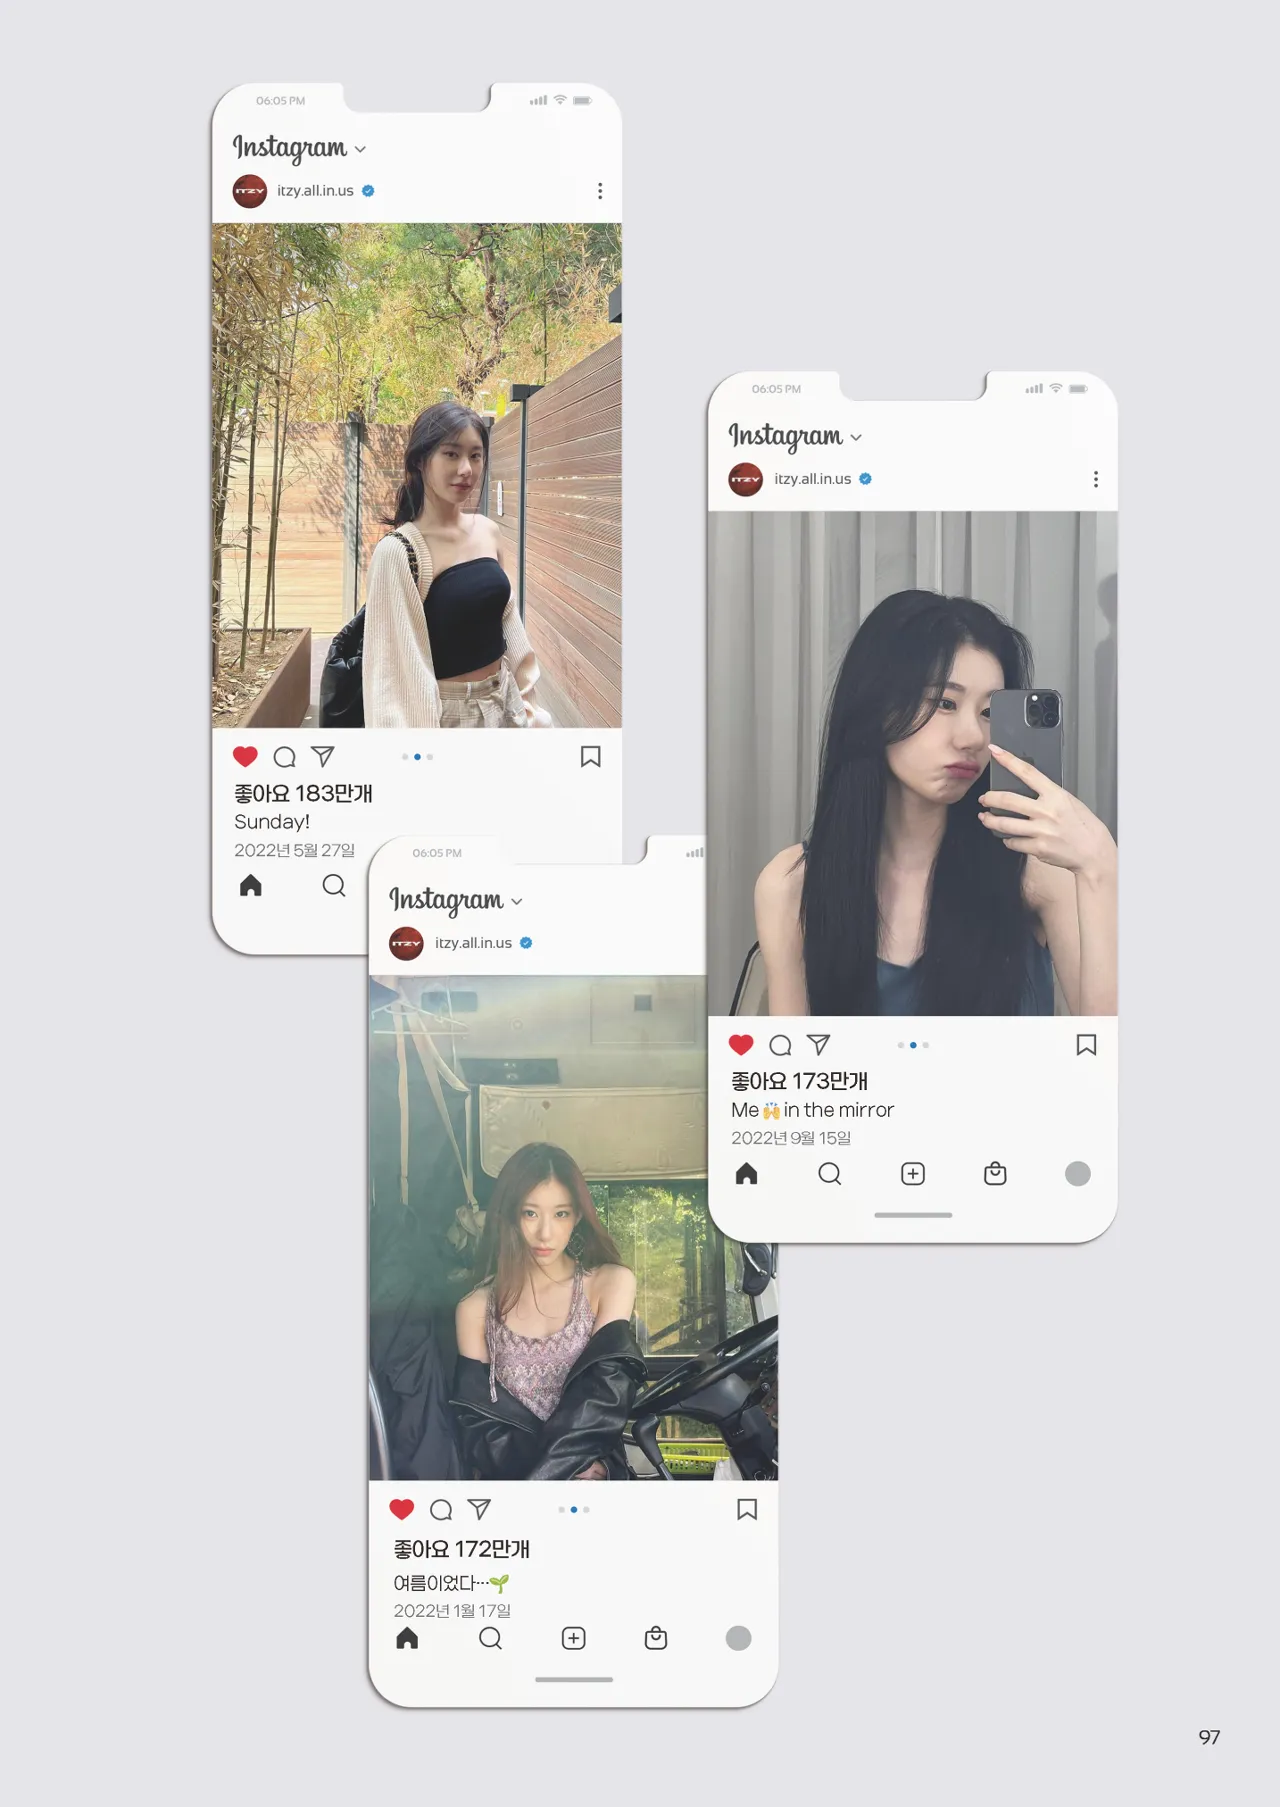 06:05 PM
Instagram
ITZY
itzy.all.in.us
좋아요 183만개
Sunday!
2022년 5월 27일
06:05 PM
Instagram
ITZY
itzy.all.in.us
좋아요 173만개
Me 🙌 in the mirror
2022년 9월 15일
06:05 PM
Instagram
ITZY
itzy.all.in.us
좋아요 172만개
여름이었다…🌱
2022년 1월 17일
97